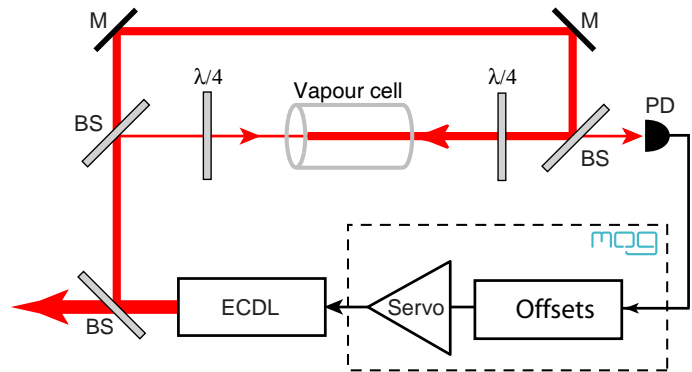 M
M
λ/4
λ/4
Vapour cell
PD
BS
BS
mog
ECDL
Servo
Offsets
BS